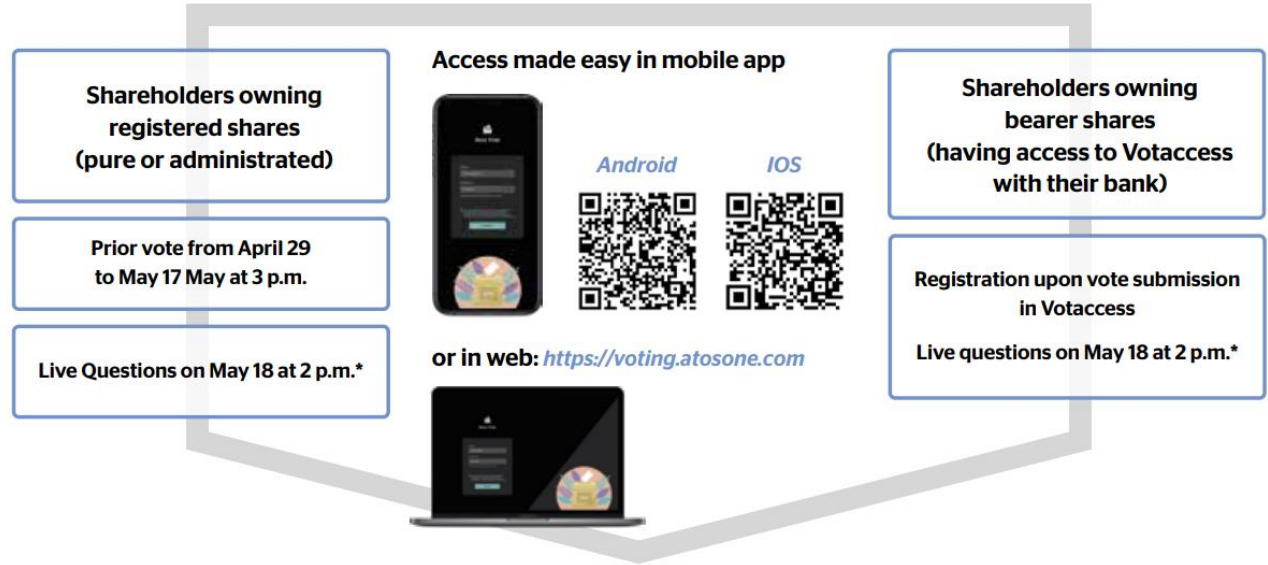 Shareholders owning
registered shares
(pure or administrated)
Prior vote from April 29
to May 17 May at 3 p.m.
Live Questions on May 18 at 2 p.m.*
Access made easy in mobile app
Android
IOS
or in web: https://voting.atosone.com
Shareholders owning
bearer shares
(having access to Votaccess
with their bank)
Registration upon vote submission
in Votaccess
Live questions on May 18 at 2 p.m.*